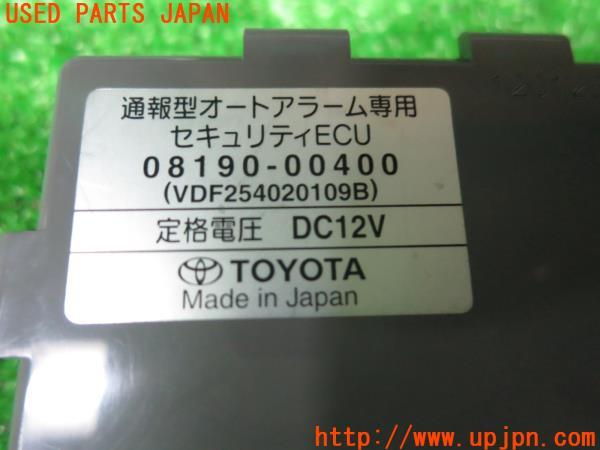 USED PARTS JAPAN
通報型オートアラーム専用
セキュリティECU
08190-00400
(VDF254020109B)
定格電圧 DC12V
TOYOTA
Made in Japan
UPJ
http://www.upjpn.com/